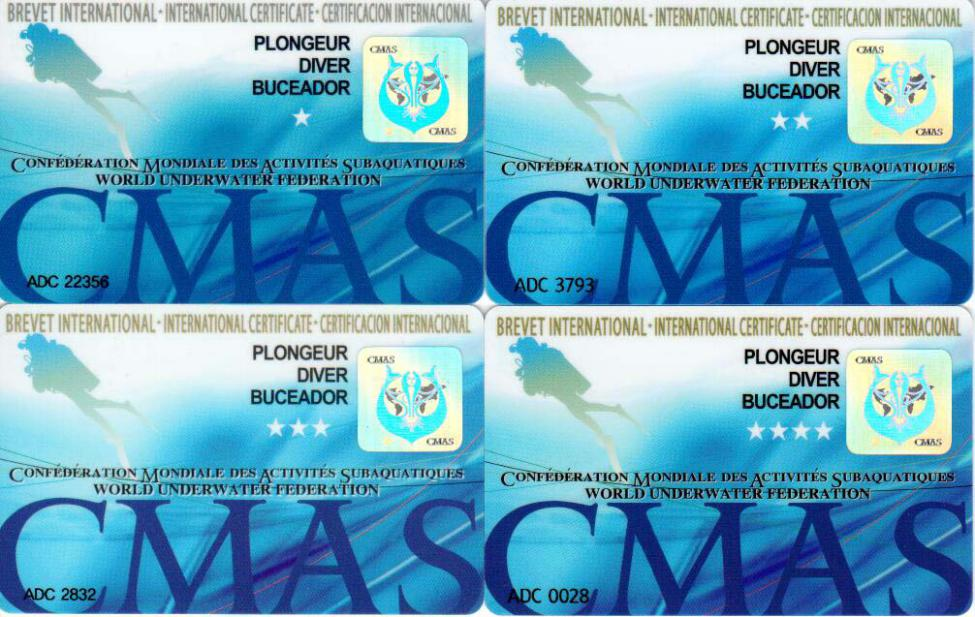 BREVET INTERNATIONAL - INTERNATIONAL CERTIFICATE - CERTIFICACION INTERNACIONAL
PLONGEUR
DIVER
BUCEADOR
CMAS
CMAS
CONFÉDÉRATION MONDIALE DES ACTIVITÉS SUBAQUATIQUES
WORLD UNDERWATER FEDERATION
CMAS
ADC 22356
BREVET INTERNATIONAL - INTERNATIONAL CERTIFICATE - CERTIFICACION INTERNACIONAL
PLONGEUR
DIVER
BUCEADOR
CMAS
CMAS
CONFÉDÉRATION MONDIALE DES ACTIVITÉS SUBAQUATIQUES
WORLD UNDERWATER FEDERATION
CMAS
ADC 3793
BREVET INTERNATIONAL - INTERNATIONAL CERTIFICATE - CERTIFICACION INTERNACIONAL
PLONGEUR
DIVER
BUCEADOR
CMAS
CMAS
CONFÉDÉRATION MONDIALE DES ACTIVITÉS SUBAQUATIQUES
WORLD UNDERWATER FEDERATION
CMAS
ADC 2832
BREVET INTERNATIONAL - INTERNATIONAL CERTIFICATE - CERTIFICACION INTERNACIONAL
PLONGEUR
DIVER
BUCEADOR
CMAS
CMAS
CONFÉDÉRATION MONDIALE DES ACTIVITÉS SUBAQUATIQUES
WORLD UNDERWATER FEDERATION
CMAS
ADC 0028